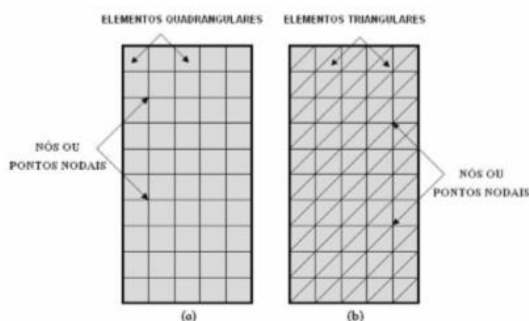 ELEMENTOS QUADRANGULARES
ELEMENTOS TRIANGULARES
NÓS OU
PONTOS NODAIS
NÓS OU
PONTOS NODAIS
(a)
(b)